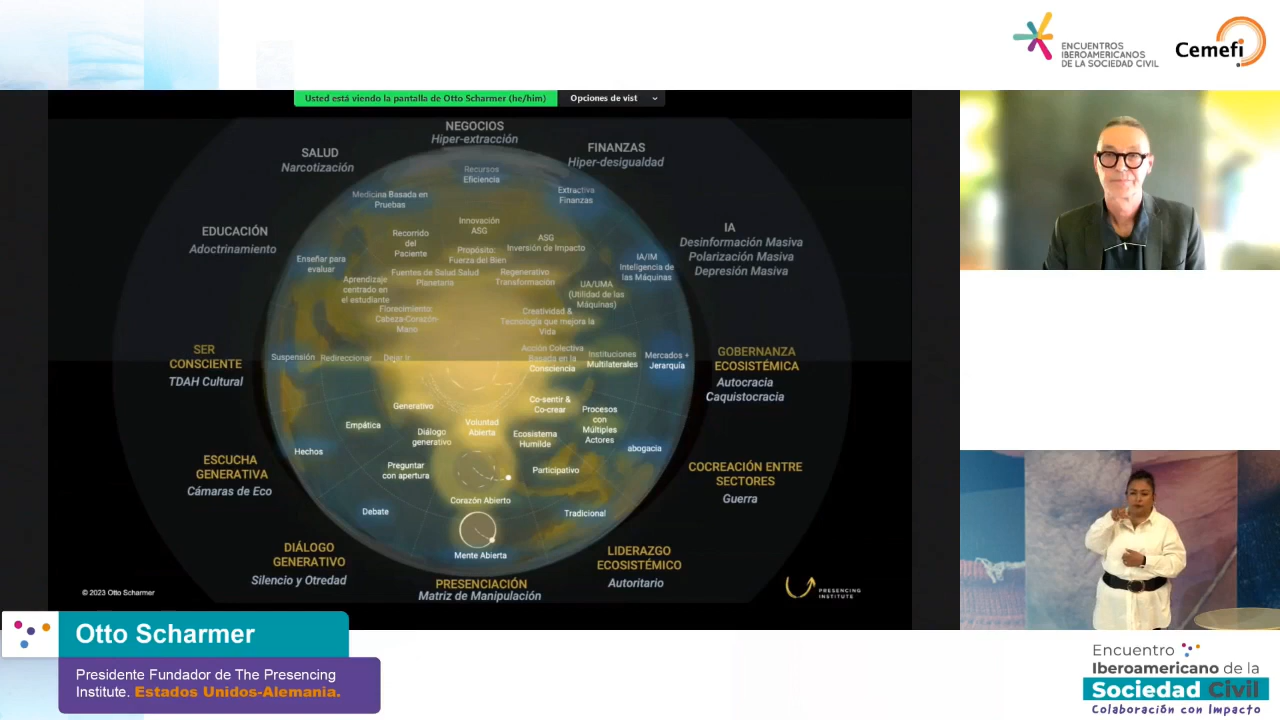 ENCUENTROS
IBEROAMERICANOS
DE LA SOCIEDAD CIVIL
Cemefi
Usted está viendo la pantalla de Otto Scharmer (he/him)
Opciones de vist
NEGOCIOS
Hiper-extracción
SALUD
Narcotización
FINANZAS
Hiper-desigualdad
Recursos
Eficiencia
Medicina Basada en
Pruebas
Extractiva
Finanzas
EDUCACIÓN
Adoctrinamiento
Innovación
ASG
IA
Desinformación Masiva
Polarización Masiva
Depresión Masiva
Recorrido
del
Paciente
ASG
Inversión de Impacto
Propósito:
Fuerza del Bien
Enseñar para
evaluar
IA/IM
Inteligencia de
las Máquinas
Fuentes de Salud Salud
Planetaria
Regenerativo
Transformación
Aprendizaje
centrado en
el estudiante
UA/UMA
(Utilidad de las
Máquinas)
Florecimiento:
Cabeza-Corazón-
Mano
Creatividad &
Tecnología que mejora la
Vida
SER
CONSCIENTE
TDAH Cultural
Suspensión
Redireccionar
Dejar Ir
Acción Colectiva
Basada en la
Consciencia
Instituciones
Multilaterales
Mercados +
Jerarquía
GOBERNANZA
ECOSISTÉMICA
Autocracia
Caquistocracia
Generativo
Co-sentir &
Co-crear
Procesos
con
Múltiples
Actores
Empática
Voluntad
Abierta
Diálogo
generativo
Ecosistema
Humilde
Hechos
abogacia
ESCUCHA
GENERATIVA
Cámaras de Eco
Preguntar
con apertura
Participativo
COCREACIÓN ENTRE
SECTORES
Guerra
Corazón Abierto
Debate
Tradicional
DIÁLOGO
GENERATIVO
Silencio y Otredad
Mente Abierta
LIDERAZGO
ECOSISTÉMICO
Autoritario
PRESENCIACIÓN
Matriz de Manipulación
© 2023 Otto Scharmer
PRESENCING
INSTITUTE
Otto Scharmer
Presidente Fundador de The Presencing
Institute. Estados Unidos-Alemania.
Encuentro
Iberoamericano de la
Sociedad Civil
Colaboración con Impacto